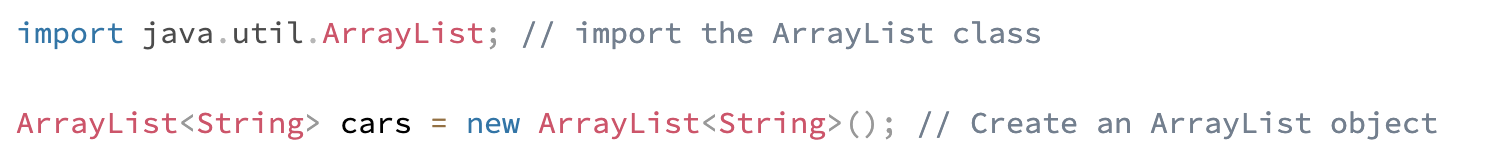 import java.util.ArrayList; // import the ArrayList class
ArrayList<String> cars = new ArrayList<String>(); // Create an ArrayList object